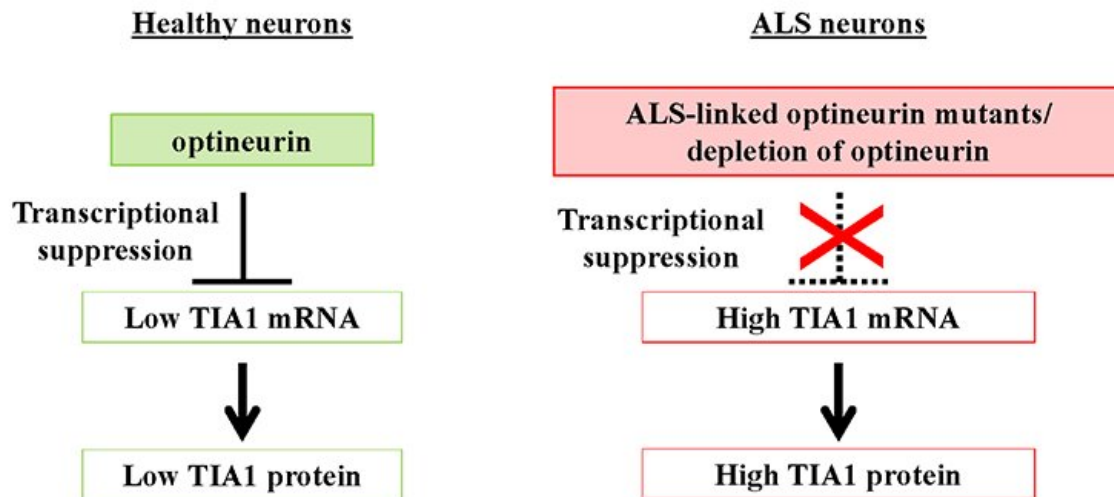 Healthy neurons
optineurin
Transcriptional
suppression
Low TIA1 mRNA
Low TIA1 protein
ALS neurons
ALS-linked optineurin mutants/
depletion of optineurin
Transcriptional
suppression
High TIA1 mRNA
High TIA1 protein